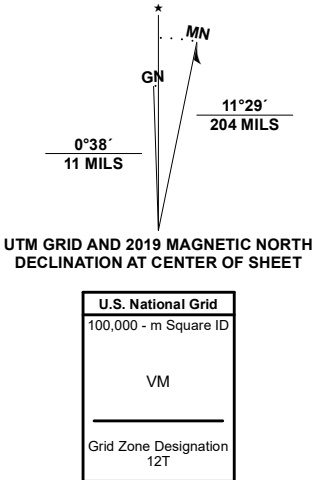 ★
MN
GN
11°29´
204 MILS
0°38´
11 MILS
UTM GRID AND 2019 MAGNETIC NORTH
DECLINATION AT CENTER OF SHEET
U.S. National Grid
100,000 - m Square ID
VM
Grid Zone Designation
12T